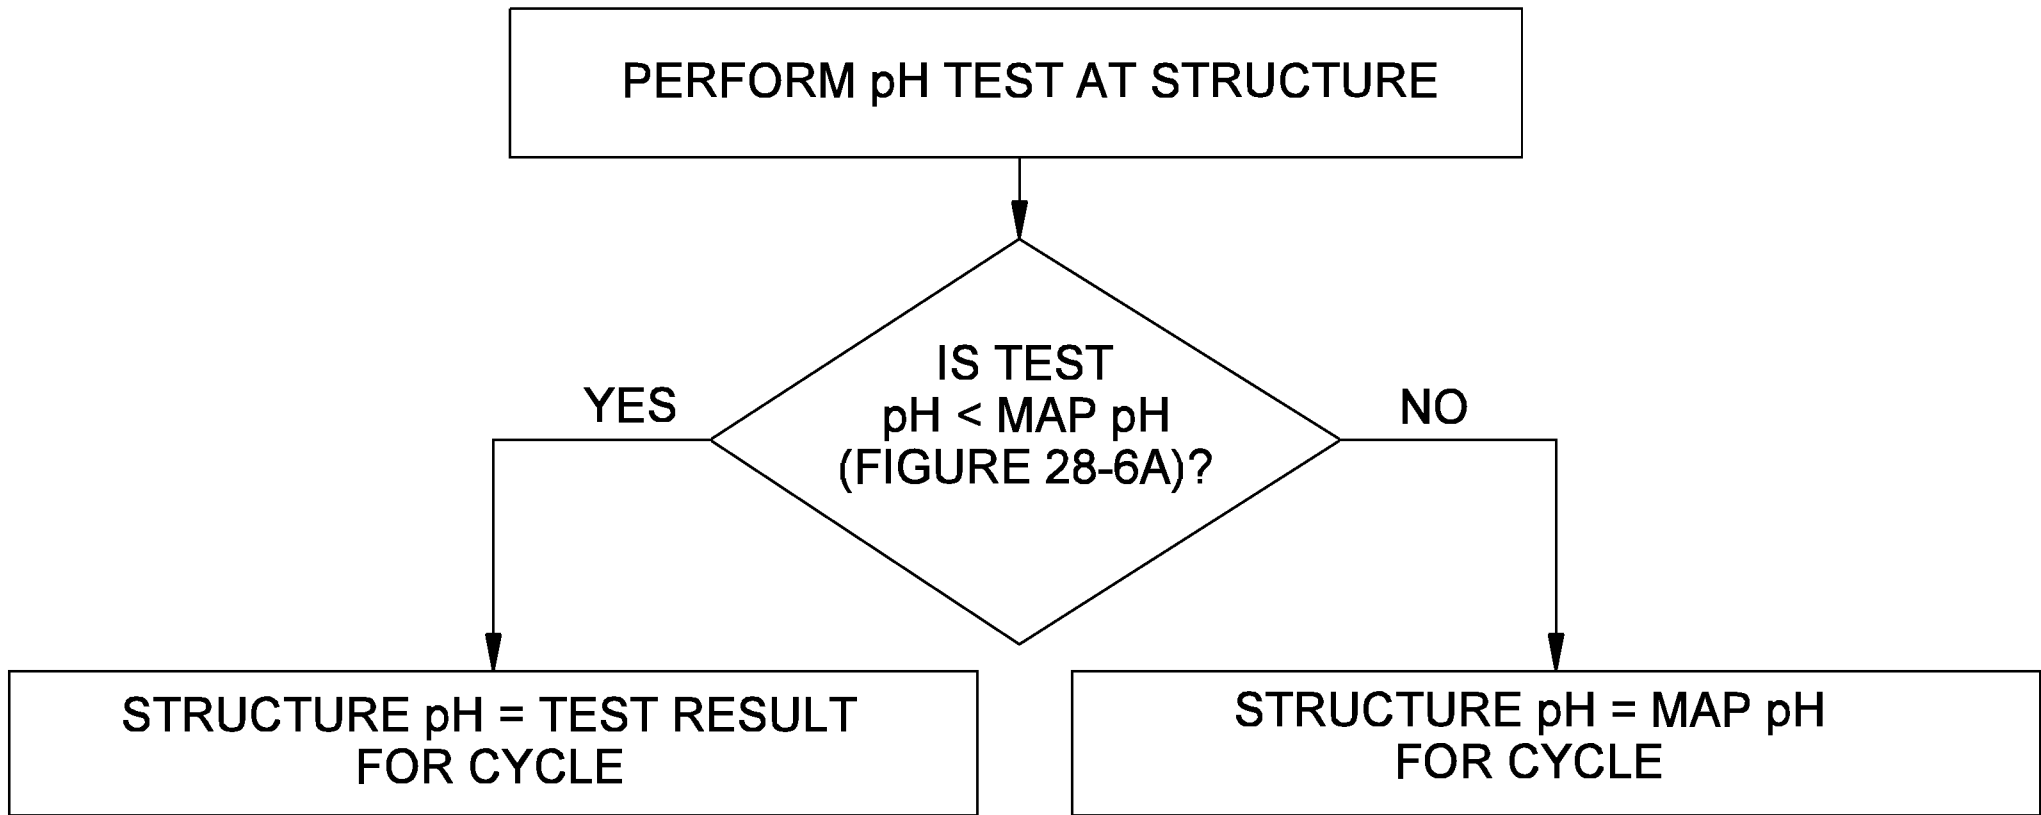 PERFORM pH TEST AT STRUCTURE
IS TEST
pH < MAP pH
(FIGURE 28-6A)?
YES
NO
STRUCTURE pH = TEST RESULT
FOR CYCLE
STRUCTURE pH = MAP pH
FOR CYCLE